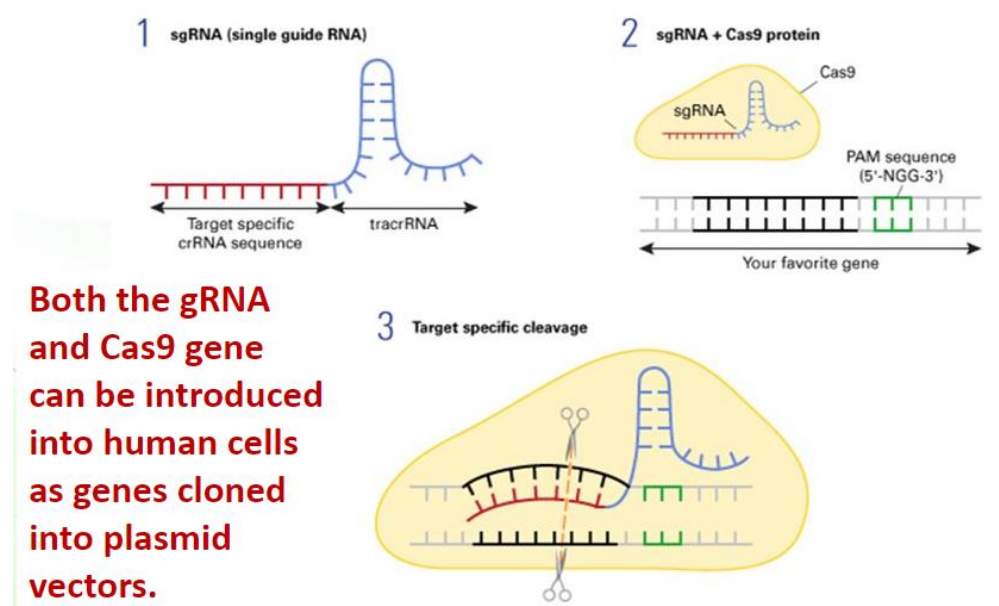 1 sgRNA (single guide RNA)
Target specific
crRNA sequence
tracrRNA
2 sgRNA + Cas9 protein
Cas9
sgRNA
PAM sequence
(5'-NGG-3')
Your favorite gene
Both the gRNA
and Cas9 gene
can be introduced
into human cells
as genes cloned
into plasmid
vectors.
3 Target specific cleavage